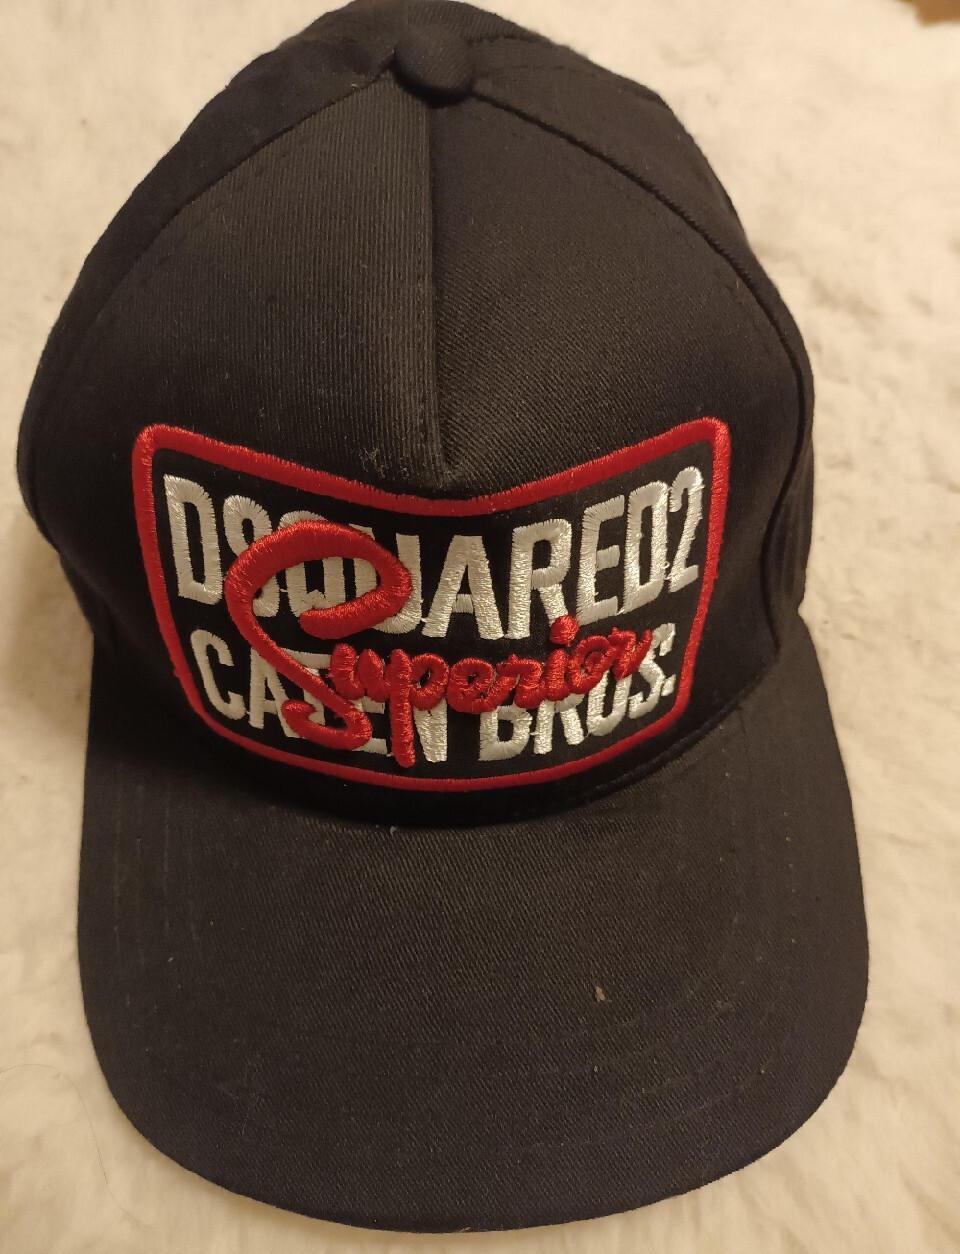 DSQUARED2
Superior
CATEN BROS.